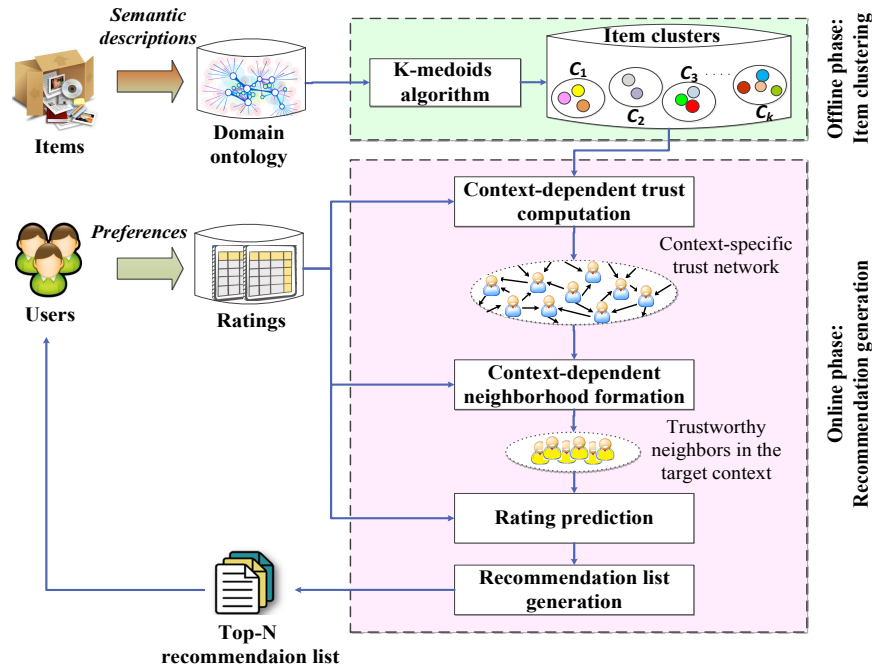 Semantic
descriptions
Items
Domain
ontology
K-medoids
algorithm
Item clusters
C1
C2
C3
......
Ck
Offline phase:
Item clustering
Preferences
Users
Ratings
Context-dependent trust
computation
Context-specific
trust network
Context-dependent
neighborhood formation
Trustworthy
neighbors in the
target context
Rating prediction
Recommendation list
generation
Online phase:
Recommendation generation
Top-N
recommendaion list